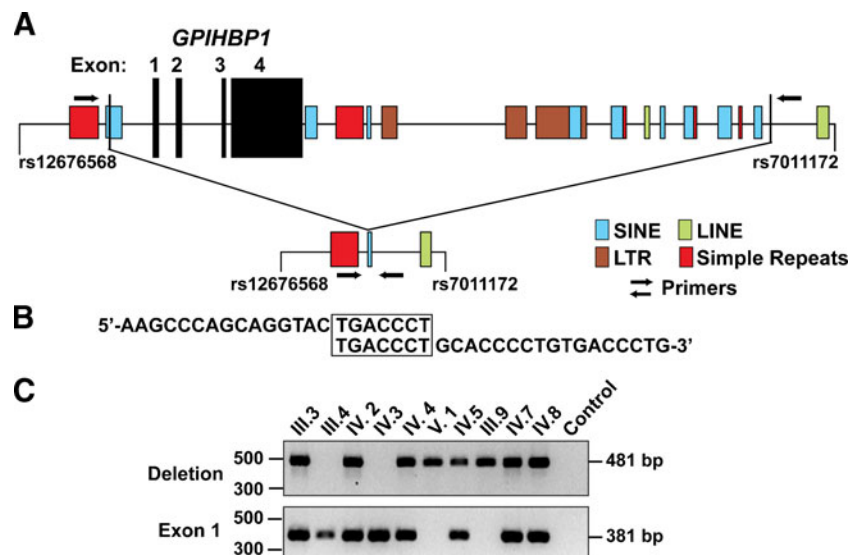 A
GPIHBP1
Exon: 1 2 3 4
rs12676568 rs7011172
rs12676568 rs7011172
SINE LINE
LTR Simple Repeats
Primers
B
5'-AAGCCCAGCAGGTAC TGACCCT
TGACCCT GCACCCCTGTGACCCTG-3'
C
III.3 III.4 IV. 2 IV.3 IV. 4 V. 1 IV.5 III.9 IV.7 IV.8 Control
Deletion 500 481 bp
300
Exon 1 500 381 bp
300